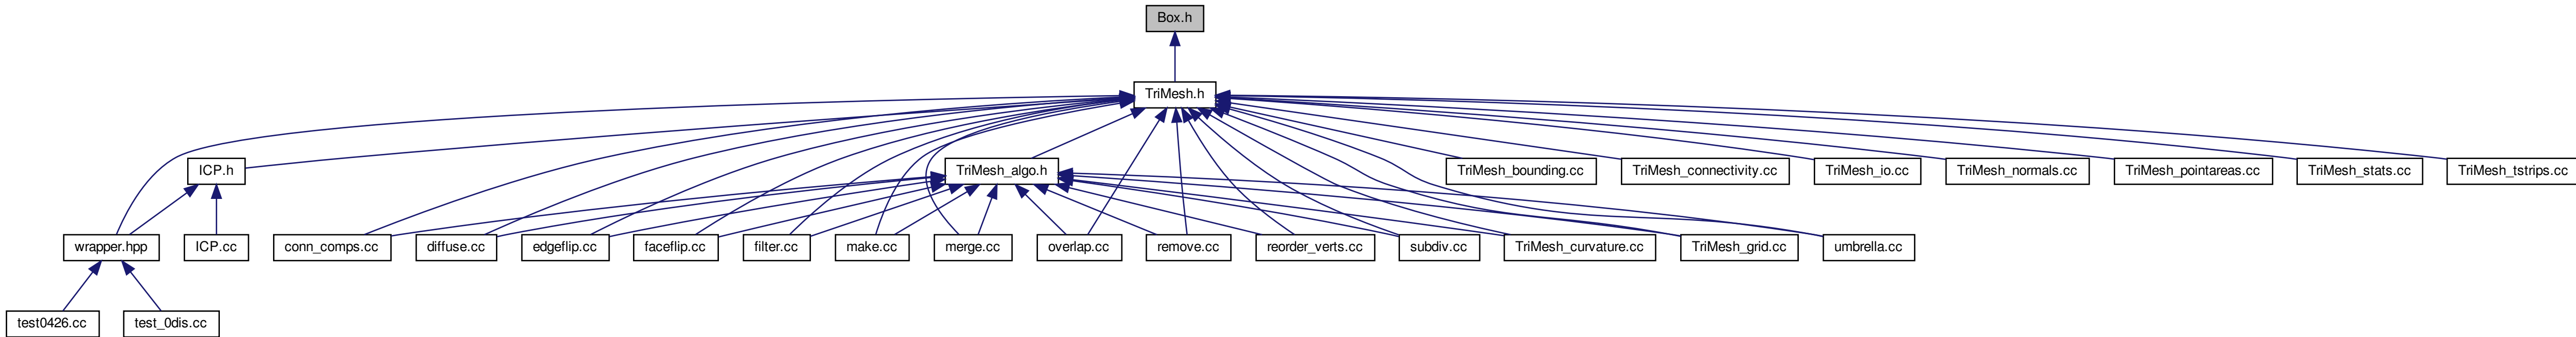 Box.h
TriMesh.h
ICP.h
TriMesh_algo.h
TriMesh_bounding.cc
TriMesh_connectivity.cc
TriMesh_io.cc
TriMesh_normals.cc
TriMesh_pointareas.cc
TriMesh_stats.cc
TriMesh_tstrips.cc
wrapper.hpp
ICP.cc
conn_comps.cc
diffuse.cc
edgeflip.cc
faceflip.cc
filter.cc
make.cc
merge.cc
overlap.cc
remove.cc
reorder_verts.cc
subdiv.cc
TriMesh_curvature.cc
TriMesh_grid.cc
umbrella.cc
test0426.cc
test_0dis.cc